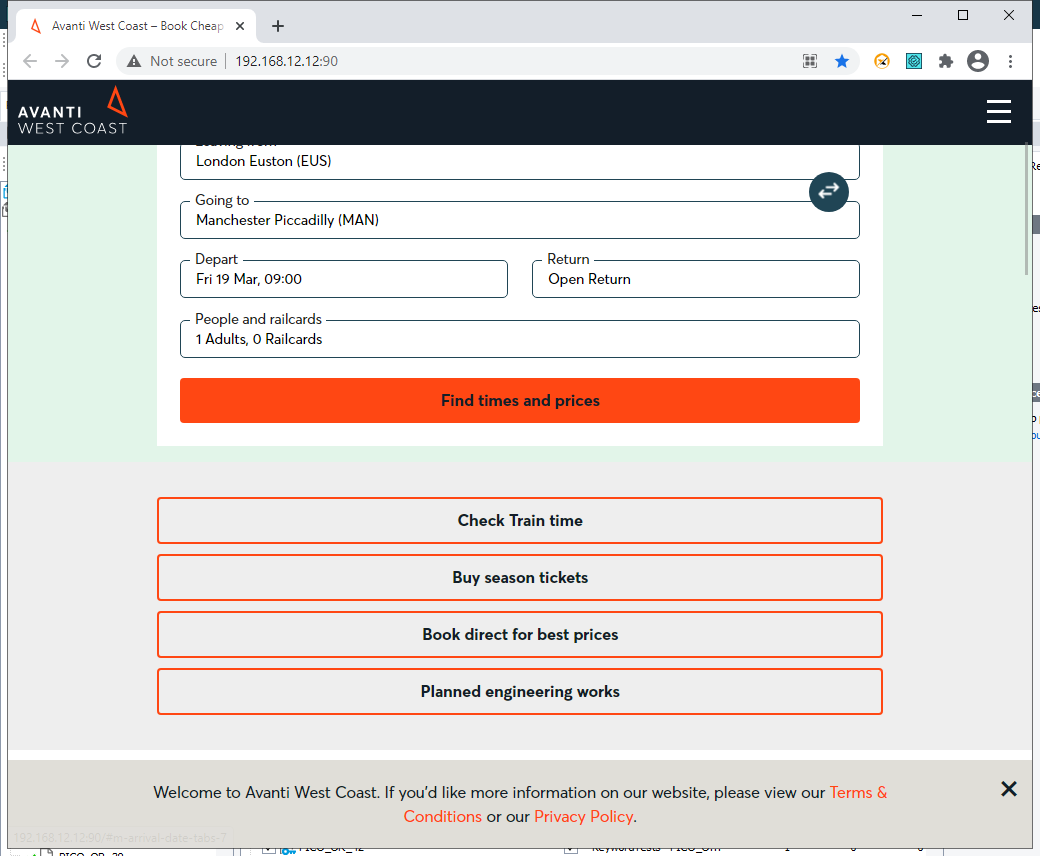 Avanti West Coast – Book Cheap
Not secure
192.168.12.12:90
AVANTI
WEST COAST
London Euston (EUS)
Going to
Manchester Piccadilly (MAN)
Depart
Return
Fri 19 Mar, 09:00
Open Return
People and railcards
1 Adults, 0 Railcards
Find times and prices
Check Train time
Buy season tickets
Book direct for best prices
Planned engineering works
Welcome to Avanti West Coast. If you'd like more information on our website, please view our Terms &
Conditions or our Privacy Policy.
192.168.12.12:90/#m-arrival-date-tabs-7